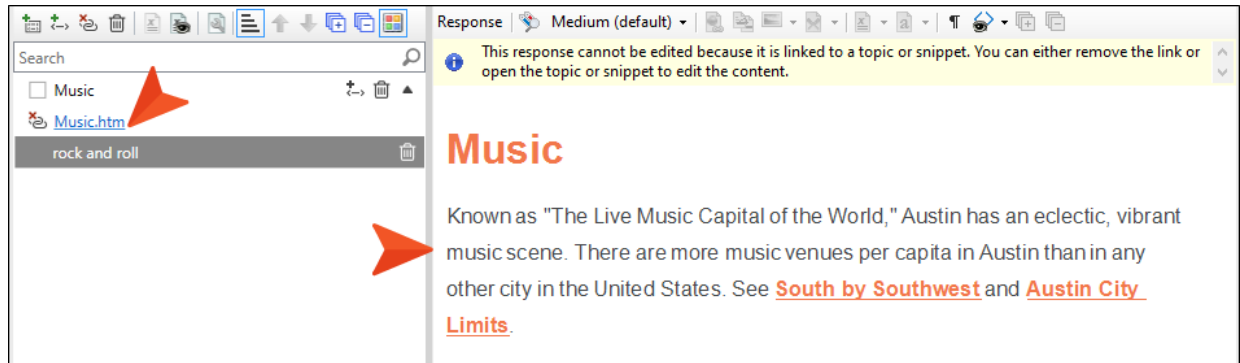 Response Medium (default)
Search
This response cannot be edited because it is linked to a topic or snippet. You can either remove the link or
open the topic or snippet to edit the content.
Music
Music.htm
rock and roll
Music
Known as "The Live Music Capital of the World," Austin has an eclectic, vibrant
music scene. There are more music venues per capita in Austin than in any
other city in the United States. See South by Southwest and Austin City
Limits.